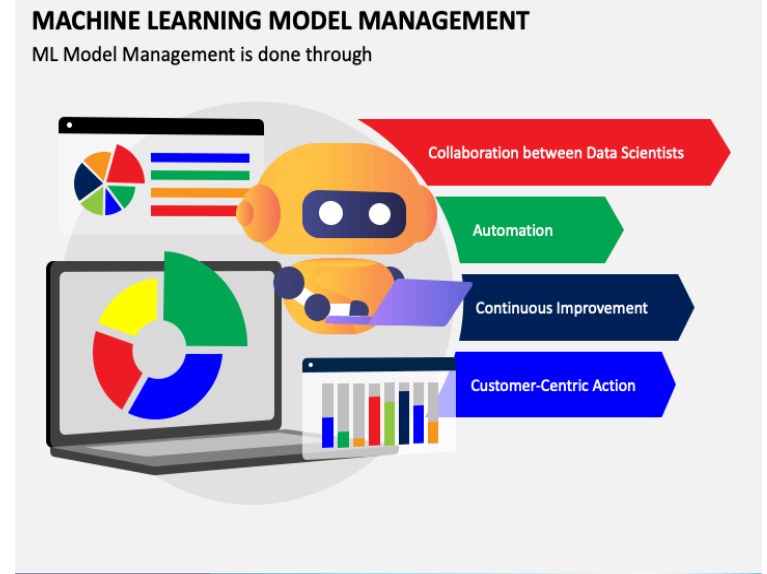 MACHINE LEARNING MODEL MANAGEMENT
ML Model Management is done through
Collaboration between Data Scientists
Automation
Continuous Improvement
Customer-Centric Action